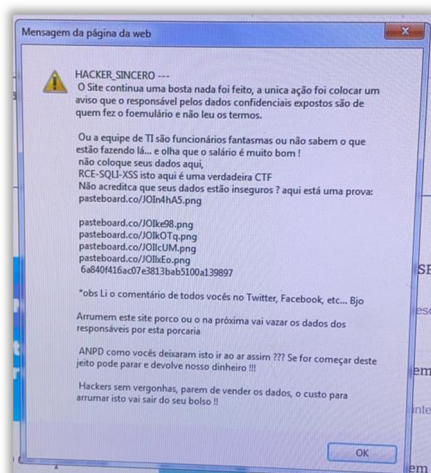 Mensagem da página da web
HACKER_SINCERO ---
O Site continua uma bosta nada foi feito, a unica ação foi colocar um
aviso que o responsável pelos dados confidenciais expostos são de
quem fez o foemulário e não leu os termos.
Ou a equipe de TI são funcionários fantasmas ou não sabem o que
estão fazendo lá... e olha que o salário é muito bom !
não coloque seus dados aqui,
RCE-SQLI-XSS isto aqui é uma verdadeira CTF
Não acreditca que seus dados estão inseguros ? aqui está uma prova:
pasteboard.co/JOIn4hA5.png
pasteboard.co/JOIke98.png
pasteboard.co/JOIkOTq.png
pasteboard.co/JOIlcUM.png
pasteboard.co/JOIlxEo.png
6a840f416ac07e3813bab5100a139897
*obs Li o comentário de todos vocês no Twitter, Facebook, etc... Bjo
Arrumem este site porco ou o na próxima vai vazar os dados dos
responsáveis por esta porcaria
ANPD como vocês deixaram isto ir ao ar assim ??? Se for começar deste
jeito pode parar e devolve nosso dinheiro !!!
Hackers sem vergonhas, parem de vender os dados, o custo para
arrumar isto vai sair do seu bolso !!
OK